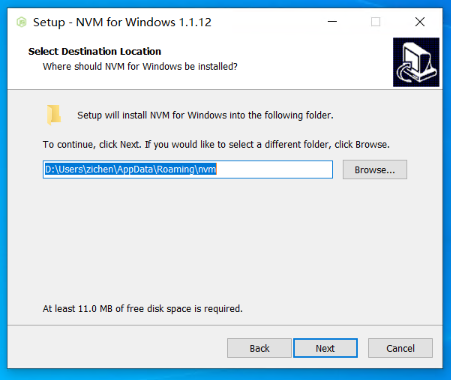 Setup - NVM for Windows 1.1.12
Select Destination Location
Where should NVM for Windows be installed?
Setup will install NVM for Windows into the following folder.
To continue, click Next. If you would like to select a different folder, click Browse.
D:\Users\zichen\AppData\Roaming\nvm
Browse...
At least 11.0 MB of free disk space is required.
Back
Next
Cancel